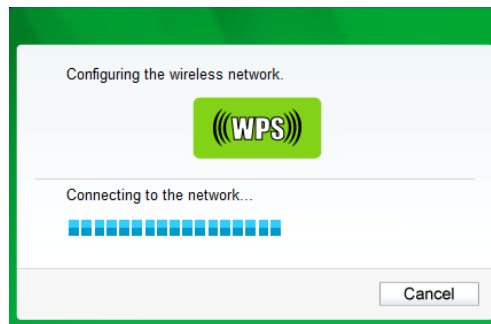 Configuring the wireless network.
(((WPS)))
Connecting to the network...
Cancel